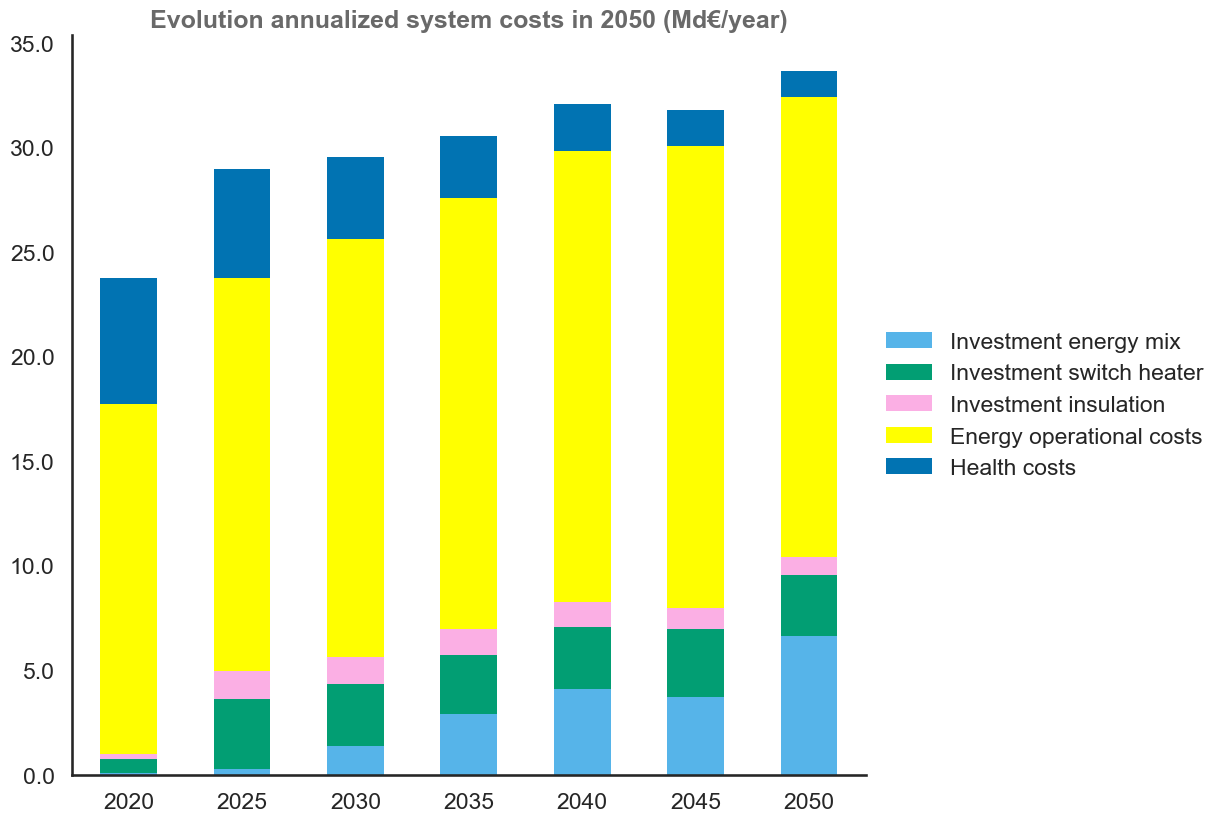 Evolution annualized system costs in 2050 (Md€/year)
35.0
30.0
25.0
20.0
15.0
10.0
5.0
0.0
2020 2025 2030 2035 2040 2045 2050
Investment energy mix
Investment switch heater
Investment insulation
Energy operational costs
Health costs